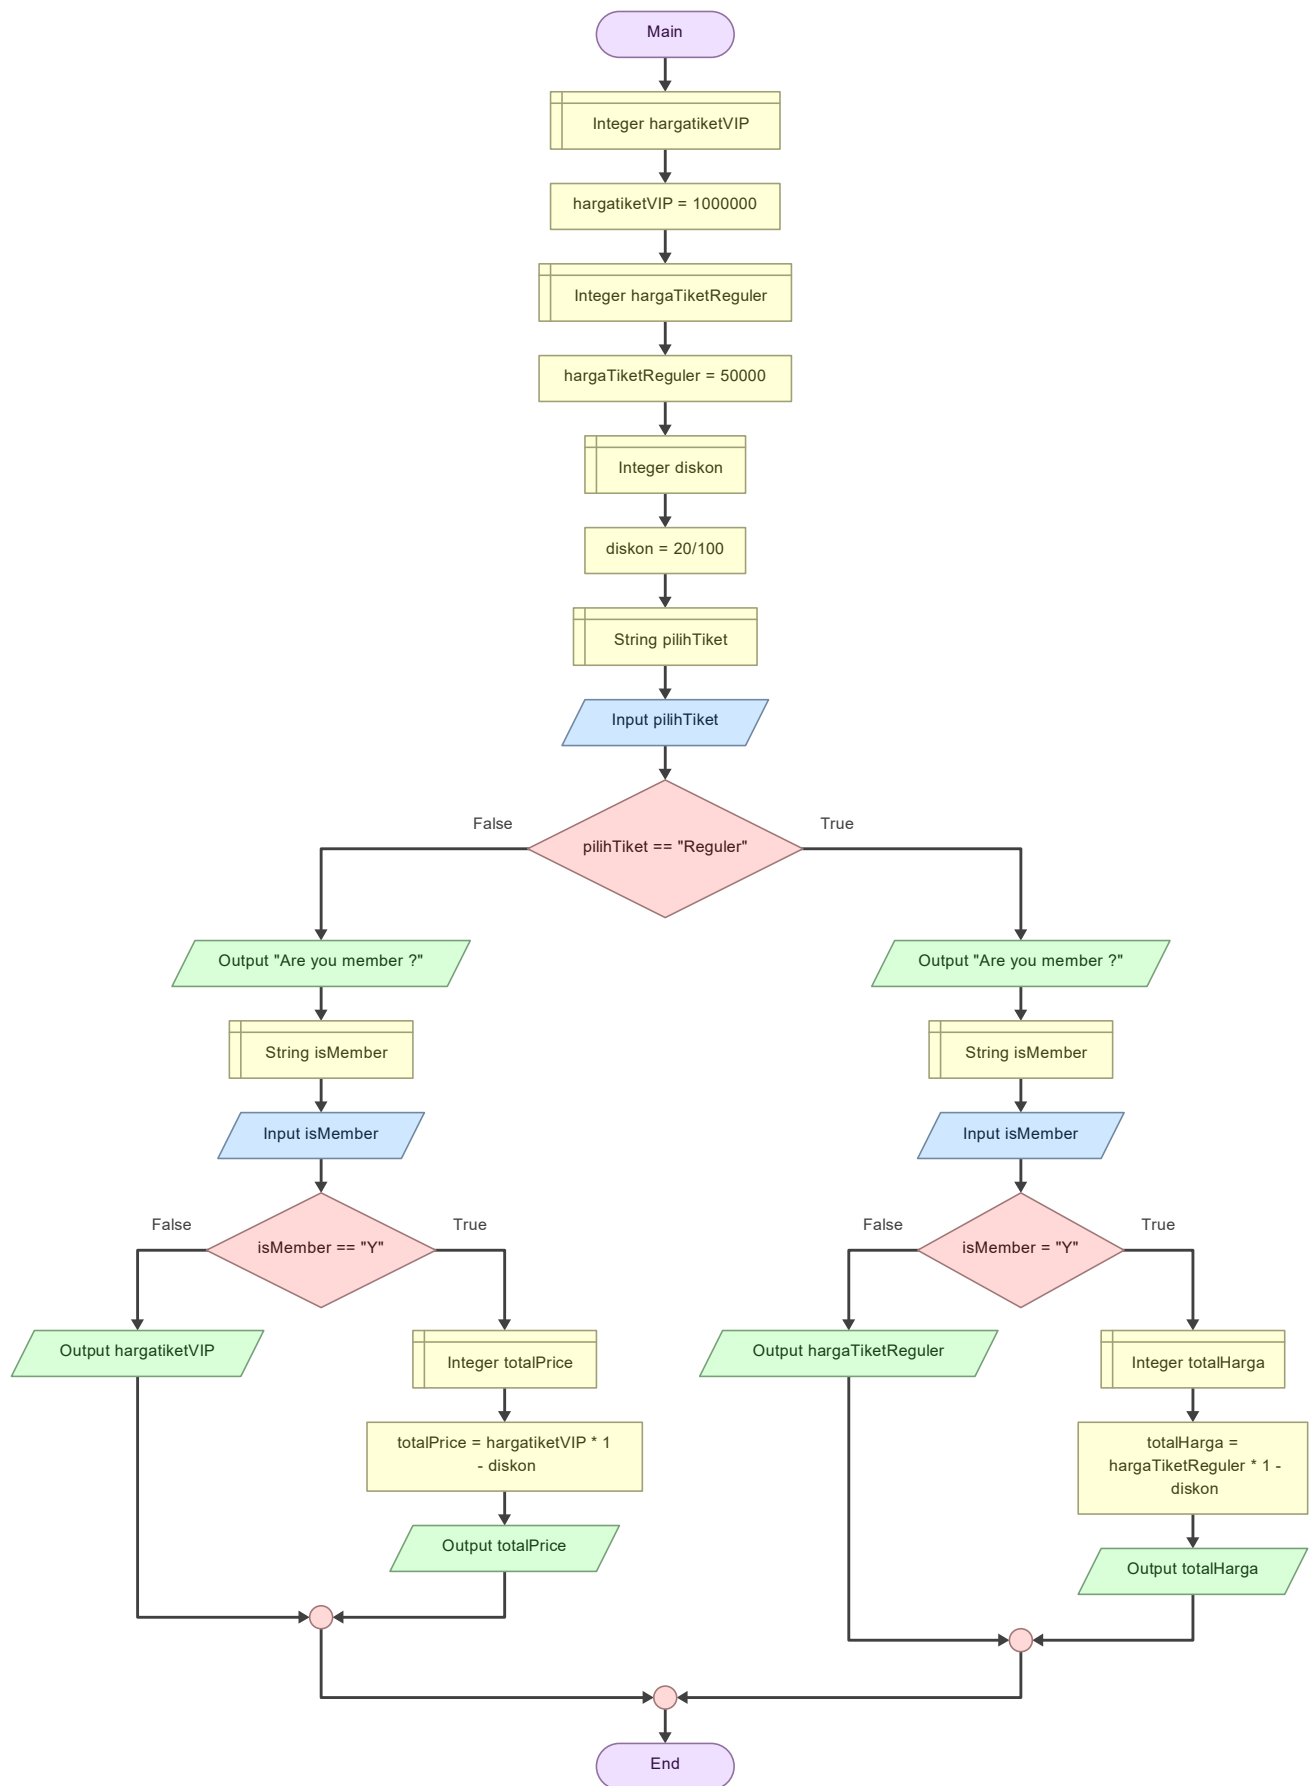 Main
Integer hargatiketVIP
hargatiketVIP = 1000000
Integer hargaTiketReguler
hargaTiketReguler = 50000
Integer diskon
diskon = 20/100
String pilihTiket
Input pilihTiket
False
True
pilihTiket == "Reguler"
Output "Are you member ?"
String isMember
Input isMember
False
True
isMember == "Y"
Output hargatiketVIP
Integer totalPrice
totalPrice = hargatiketVIP * 1
- diskon
Output totalPrice
Output "Are you member ?"
String isMember
Input isMember
False
True
isMember = "Y"
Output hargaTiketReguler
Integer totalHarga
totalHarga =
hargaTiketReguler * 1 -
diskon
Output totalHarga
End